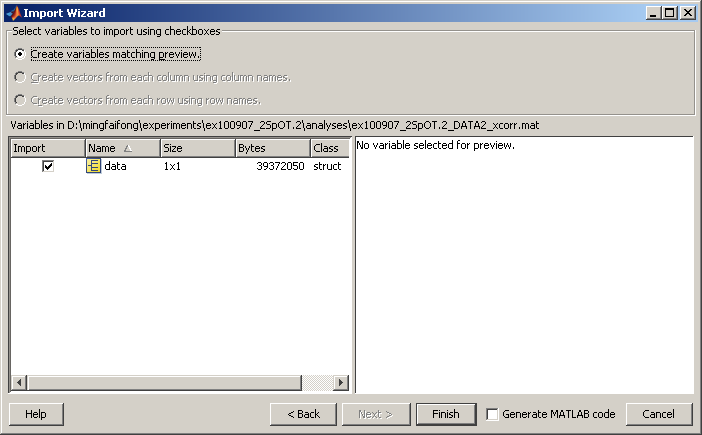 Import Wizard
Select variables to import using checkboxes
Create variables matching preview.
Create vectors from each column using column names.
Create vectors from each row using row names.
Variables in D:\mingfaifong\experiments\ex100907_2SpOT.2\analyses\ex100907_2SpOT.2_DATA2_xcorr.mat
Import Name Size Bytes Class
data 1x1 39372050 struct
No variable selected for preview.
Help < Back Next > Finish Generate MATLAB code Cancel